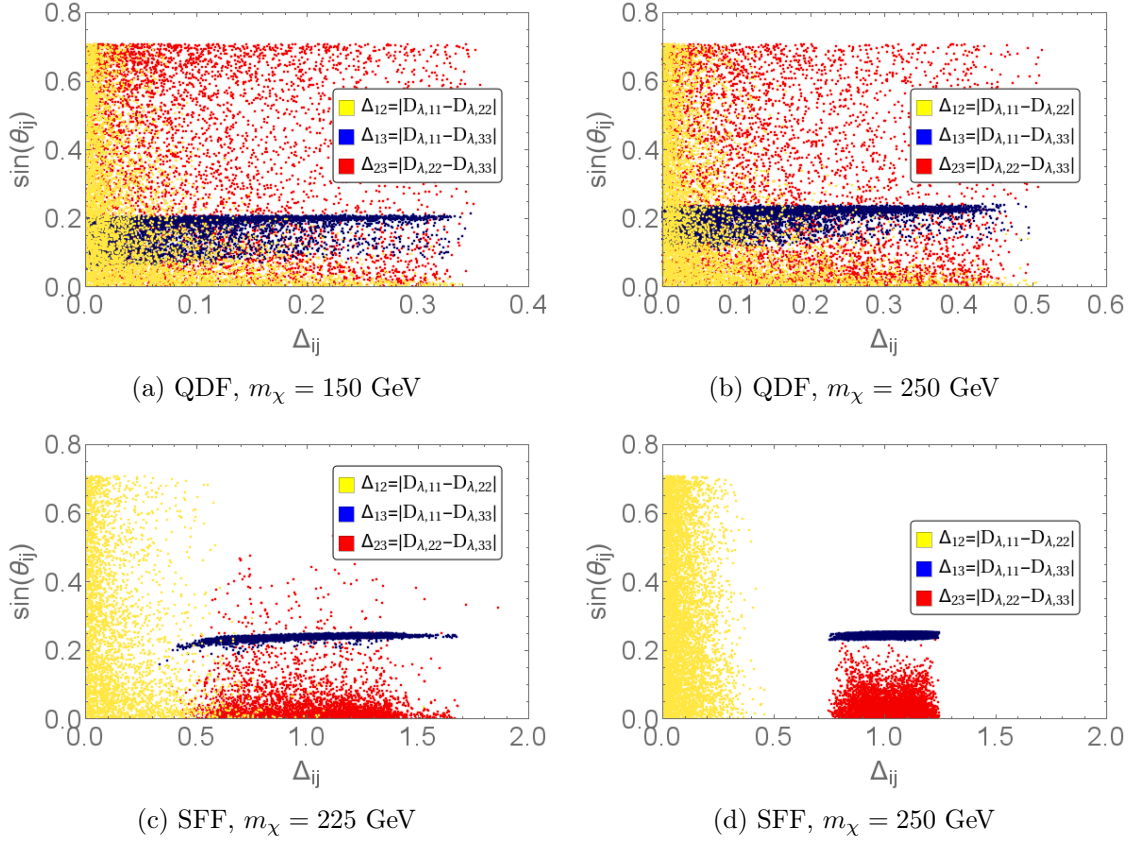 0.8
0.6
0.4
0.2
0.0
0.0 0.1 0.2 0.3 0.4
sin(θij)
Δij
Δ12=|Dλ,11−Dλ,22|
Δ13=|Dλ,11−Dλ,33|
Δ23=|Dλ,22−Dλ,33|
(a) QDF, mχ = 150 GeV
0.8
0.6
0.4
0.2
0.0
0.0 0.1 0.2 0.3 0.4 0.5 0.6
sin(θij)
Δij
Δ12=|Dλ,11−Dλ,22|
Δ13=|Dλ,11−Dλ,33|
Δ23=|Dλ,22−Dλ,33|
(b) QDF, mχ = 250 GeV
0.8
0.6
0.4
0.2
0.0
0.0 0.5 1.0 1.5 2.0
sin(θij)
Δij
Δ12=|Dλ,11−Dλ,22|
Δ13=|Dλ,11−Dλ,33|
Δ23=|Dλ,22−Dλ,33|
(c) SFF, mχ = 225 GeV
0.8
0.6
0.4
0.2
0.0
0.0 0.5 1.0 1.5 2.0
sin(θij)
Δij
Δ12=|Dλ,11−Dλ,22|
Δ13=|Dλ,11−Dλ,33|
Δ23=|Dλ,22−Dλ,33|
(d) SFF, mχ = 250 GeV